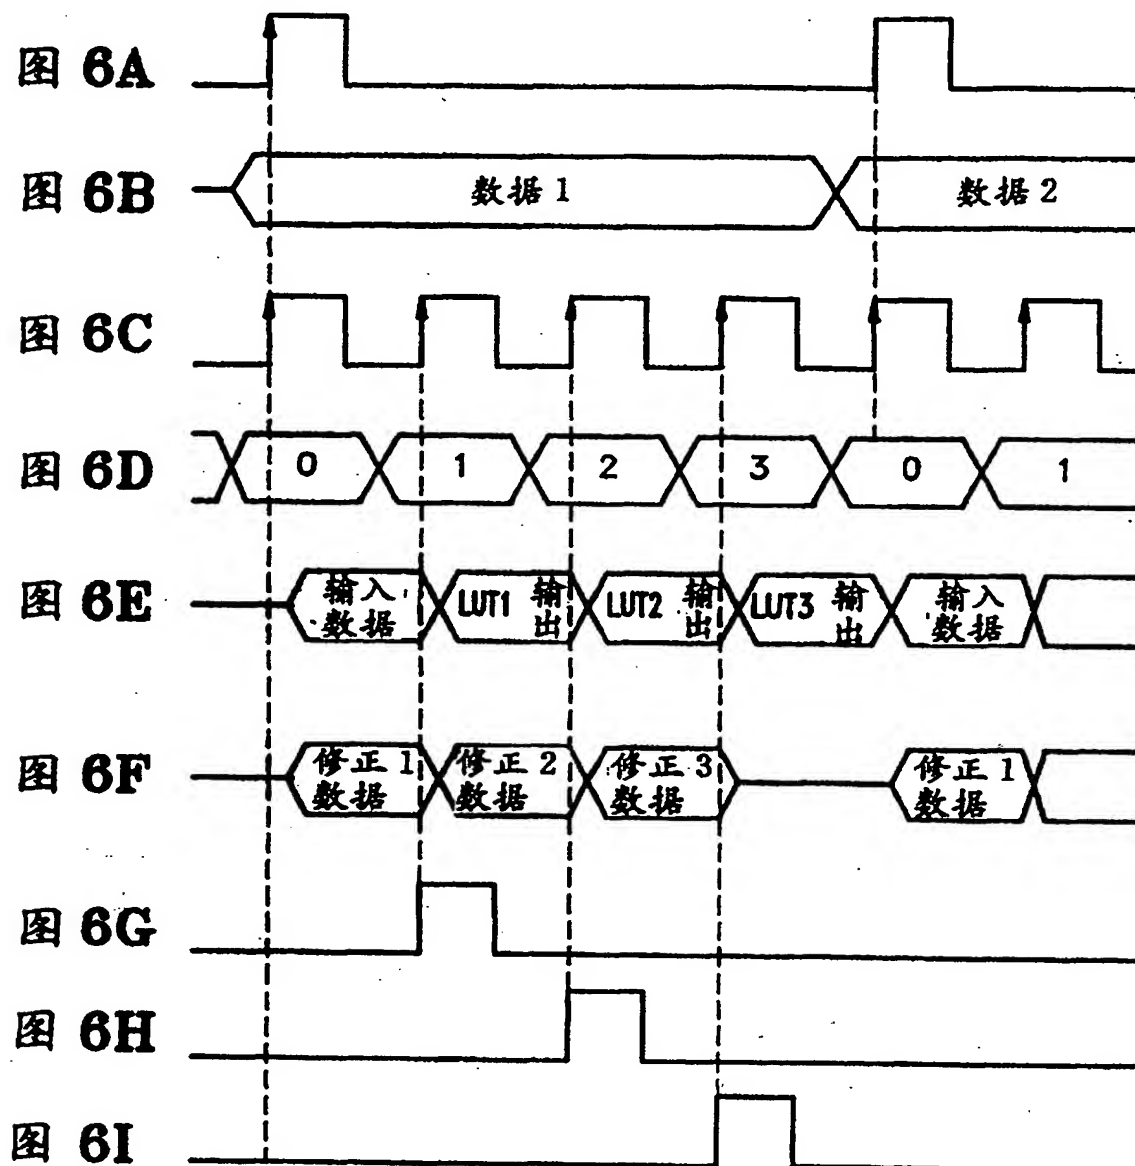 图 6A
图 6B
数据 1
数据 2
图 6C
图 6D
0
1
2
3
0
1
图 6E
输入
数据
LUT1 输出
LUT2 输出
LUT3 输出
输入
数据
图 6F
修正 1
数据
修正 2
数据
修正 3
数据
修正 1
数据
图 6G
图 6H
图 6I